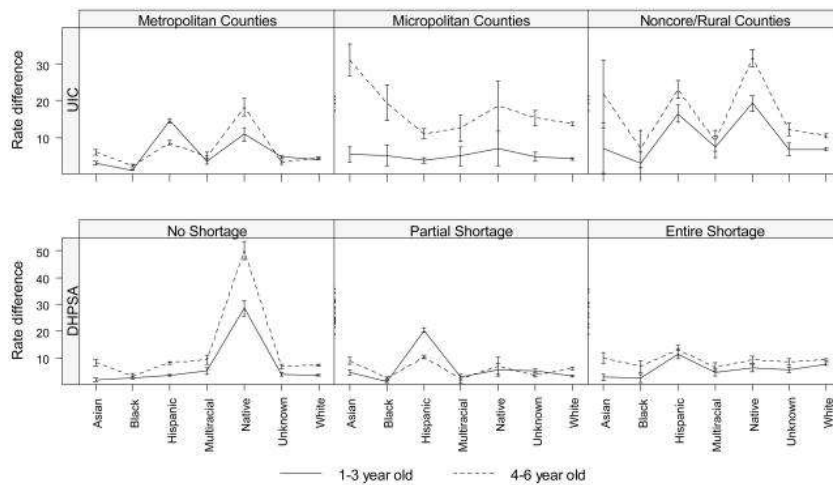 Metropolitan Counties Micropolitan Counties Noncore/Rural Counties
Rate difference
UIC
30
20
10
No Shortage Partial Shortage Entire Shortage
Rate difference
DHPSA
50
40
30
20
10
Asian Black Hispanic Multiracial Native Unknown White Asian Black Hispanic Multiracial Native Unknown White Asian Black Hispanic Multiracial Native Unknown White
1-3 year old 4-6 year old